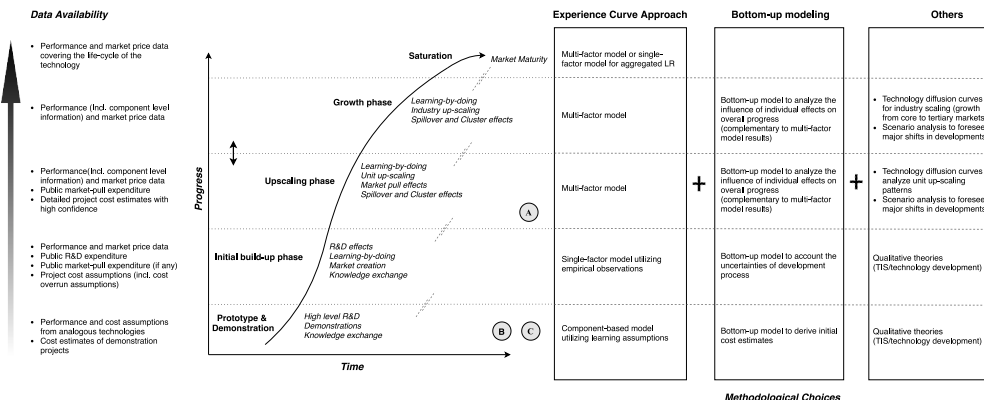 Data Availability
Experience Curve Approach
Bottom-up modeling
Others
• Performance and market price data
covering the life-cycle of the
technology
Saturation
Market Maturity
Multi-factor model or single-
factor model for aggregated LR
• Performance (Incl. component level
information) and market price data
Growth phase
Learning-by-doing
Industry up-scaling
Spillover and Cluster effects
Multi-factor model
Bottom-up model to analyze the
influence of individual effects on
overall progress
(complementary to multi-factor
model results)
• Technology diffusion curves
for industry scaling (growth
from core to tertiary markets
• Scenario analysis to foresee
major shifts in developments
• Performance(Incl. component level
information) and market price data
• Public market-pull expenditure
• Detailed project cost estimates with
high confidence
Upscaling phase
Learning-by-doing
Unit up-scaling
Market pull effects
Spillover and Cluster effects
A
Multi-factor model
+
Bottom-up model to analyze the
influence of individual effects on
overall progress
(complementary to multi-factor
model results)
+
• Technology diffusion curves
analyze unit up-scaling
patterns
• Scenario analysis to foresee
major shifts in developments
• Performance and market price data
• Public R&D expenditure
• Public market-pull expenditure (if any)
• Project cost assumptions (incl. cost
overrun assumptions)
Initial build-up phase
R&D effects
Learning-by-doing
Market creation
Knowledge exchange
Single-factor model utilizing
empirical observations
Bottom-up model to account the
uncertainties of development
process
Qualitative theories
(TIS/technology development)
• Performance and cost assumptions
from analogous technologies
• Cost estimates of demonstration
projects
Prototype &
Demonstration
High level R&D
Demonstrations
Knowledge exchange
B
C
Component-based model
utilizing learning assumptions
Bottom-up model to derive initial
cost estimates
Qualitative theories
(TIS/technology development)
Progress
Time
Methodological Choices